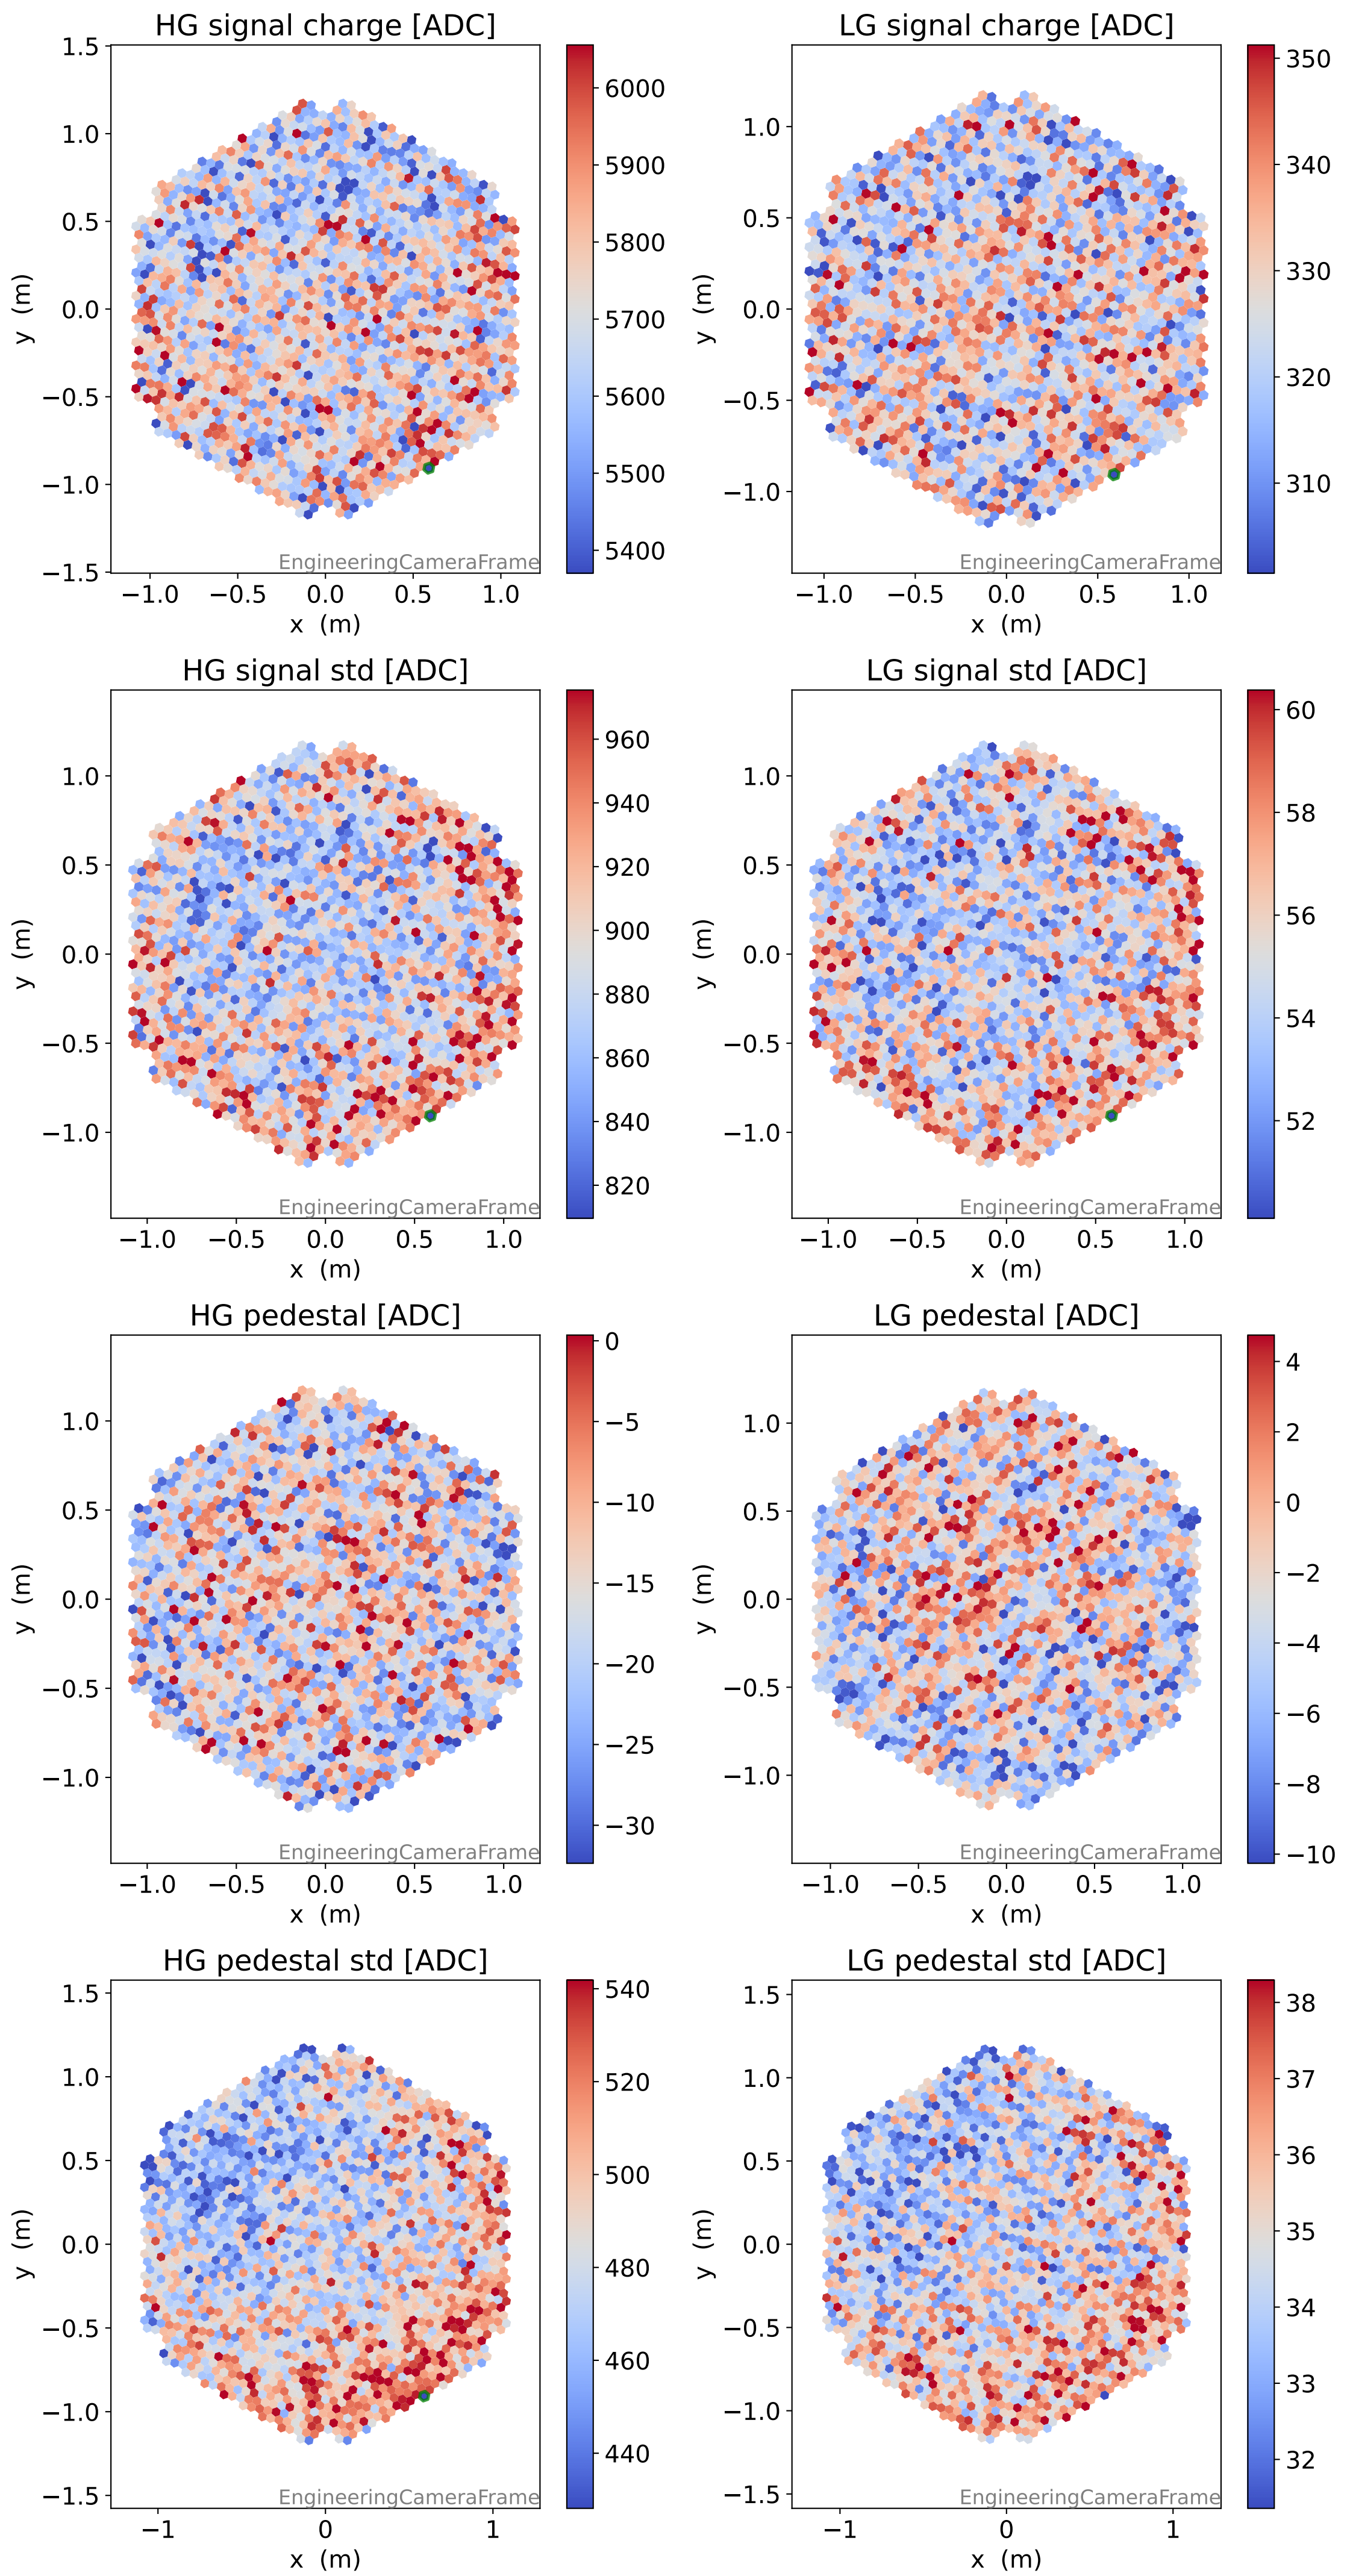 HG signal charge [ADC]
1.5
1.0
0.5
0.0
−0.5
−1.0
−1.5
y (m)
−1.0 −0.5 0.0 0.5 1.0
x (m)
EngineeringCameraFrame
6000
5900
5800
5700
5600
5500
5400
LG signal charge [ADC]
1.0
0.5
0.0
−0.5
−1.0
y (m)
−1.0 −0.5 0.0 0.5 1.0
x (m)
EngineeringCameraFrame
350
340
330
320
310
HG signal std [ADC]
1.0
0.5
0.0
−0.5
−1.0
y (m)
−1.0 −0.5 0.0 0.5 1.0
x (m)
EngineeringCameraFrame
960
940
920
900
880
860
840
820
LG signal std [ADC]
1.0
0.5
0.0
−0.5
−1.0
y (m)
−1.0 −0.5 0.0 0.5 1.0
x (m)
EngineeringCameraFrame
60
58
56
54
52
HG pedestal [ADC]
1.0
0.5
0.0
−0.5
−1.0
y (m)
−1.0 −0.5 0.0 0.5 1.0
x (m)
EngineeringCameraFrame
0
−5
−10
−15
−20
−25
−30
LG pedestal [ADC]
1.0
0.5
0.0
−0.5
−1.0
y (m)
−1.0 −0.5 0.0 0.5 1.0
x (m)
EngineeringCameraFrame
4
2
0
−2
−4
−6
−8
−10
HG pedestal std [ADC]
1.5
1.0
0.5
0.0
−0.5
−1.0
−1.5
y (m)
−1 0 1
x (m)
EngineeringCameraFrame
540
520
500
480
460
440
LG pedestal std [ADC]
1.5
1.0
0.5
0.0
−0.5
−1.0
−1.5
y (m)
−1 0 1
x (m)
EngineeringCameraFrame
38
37
36
35
34
33
32